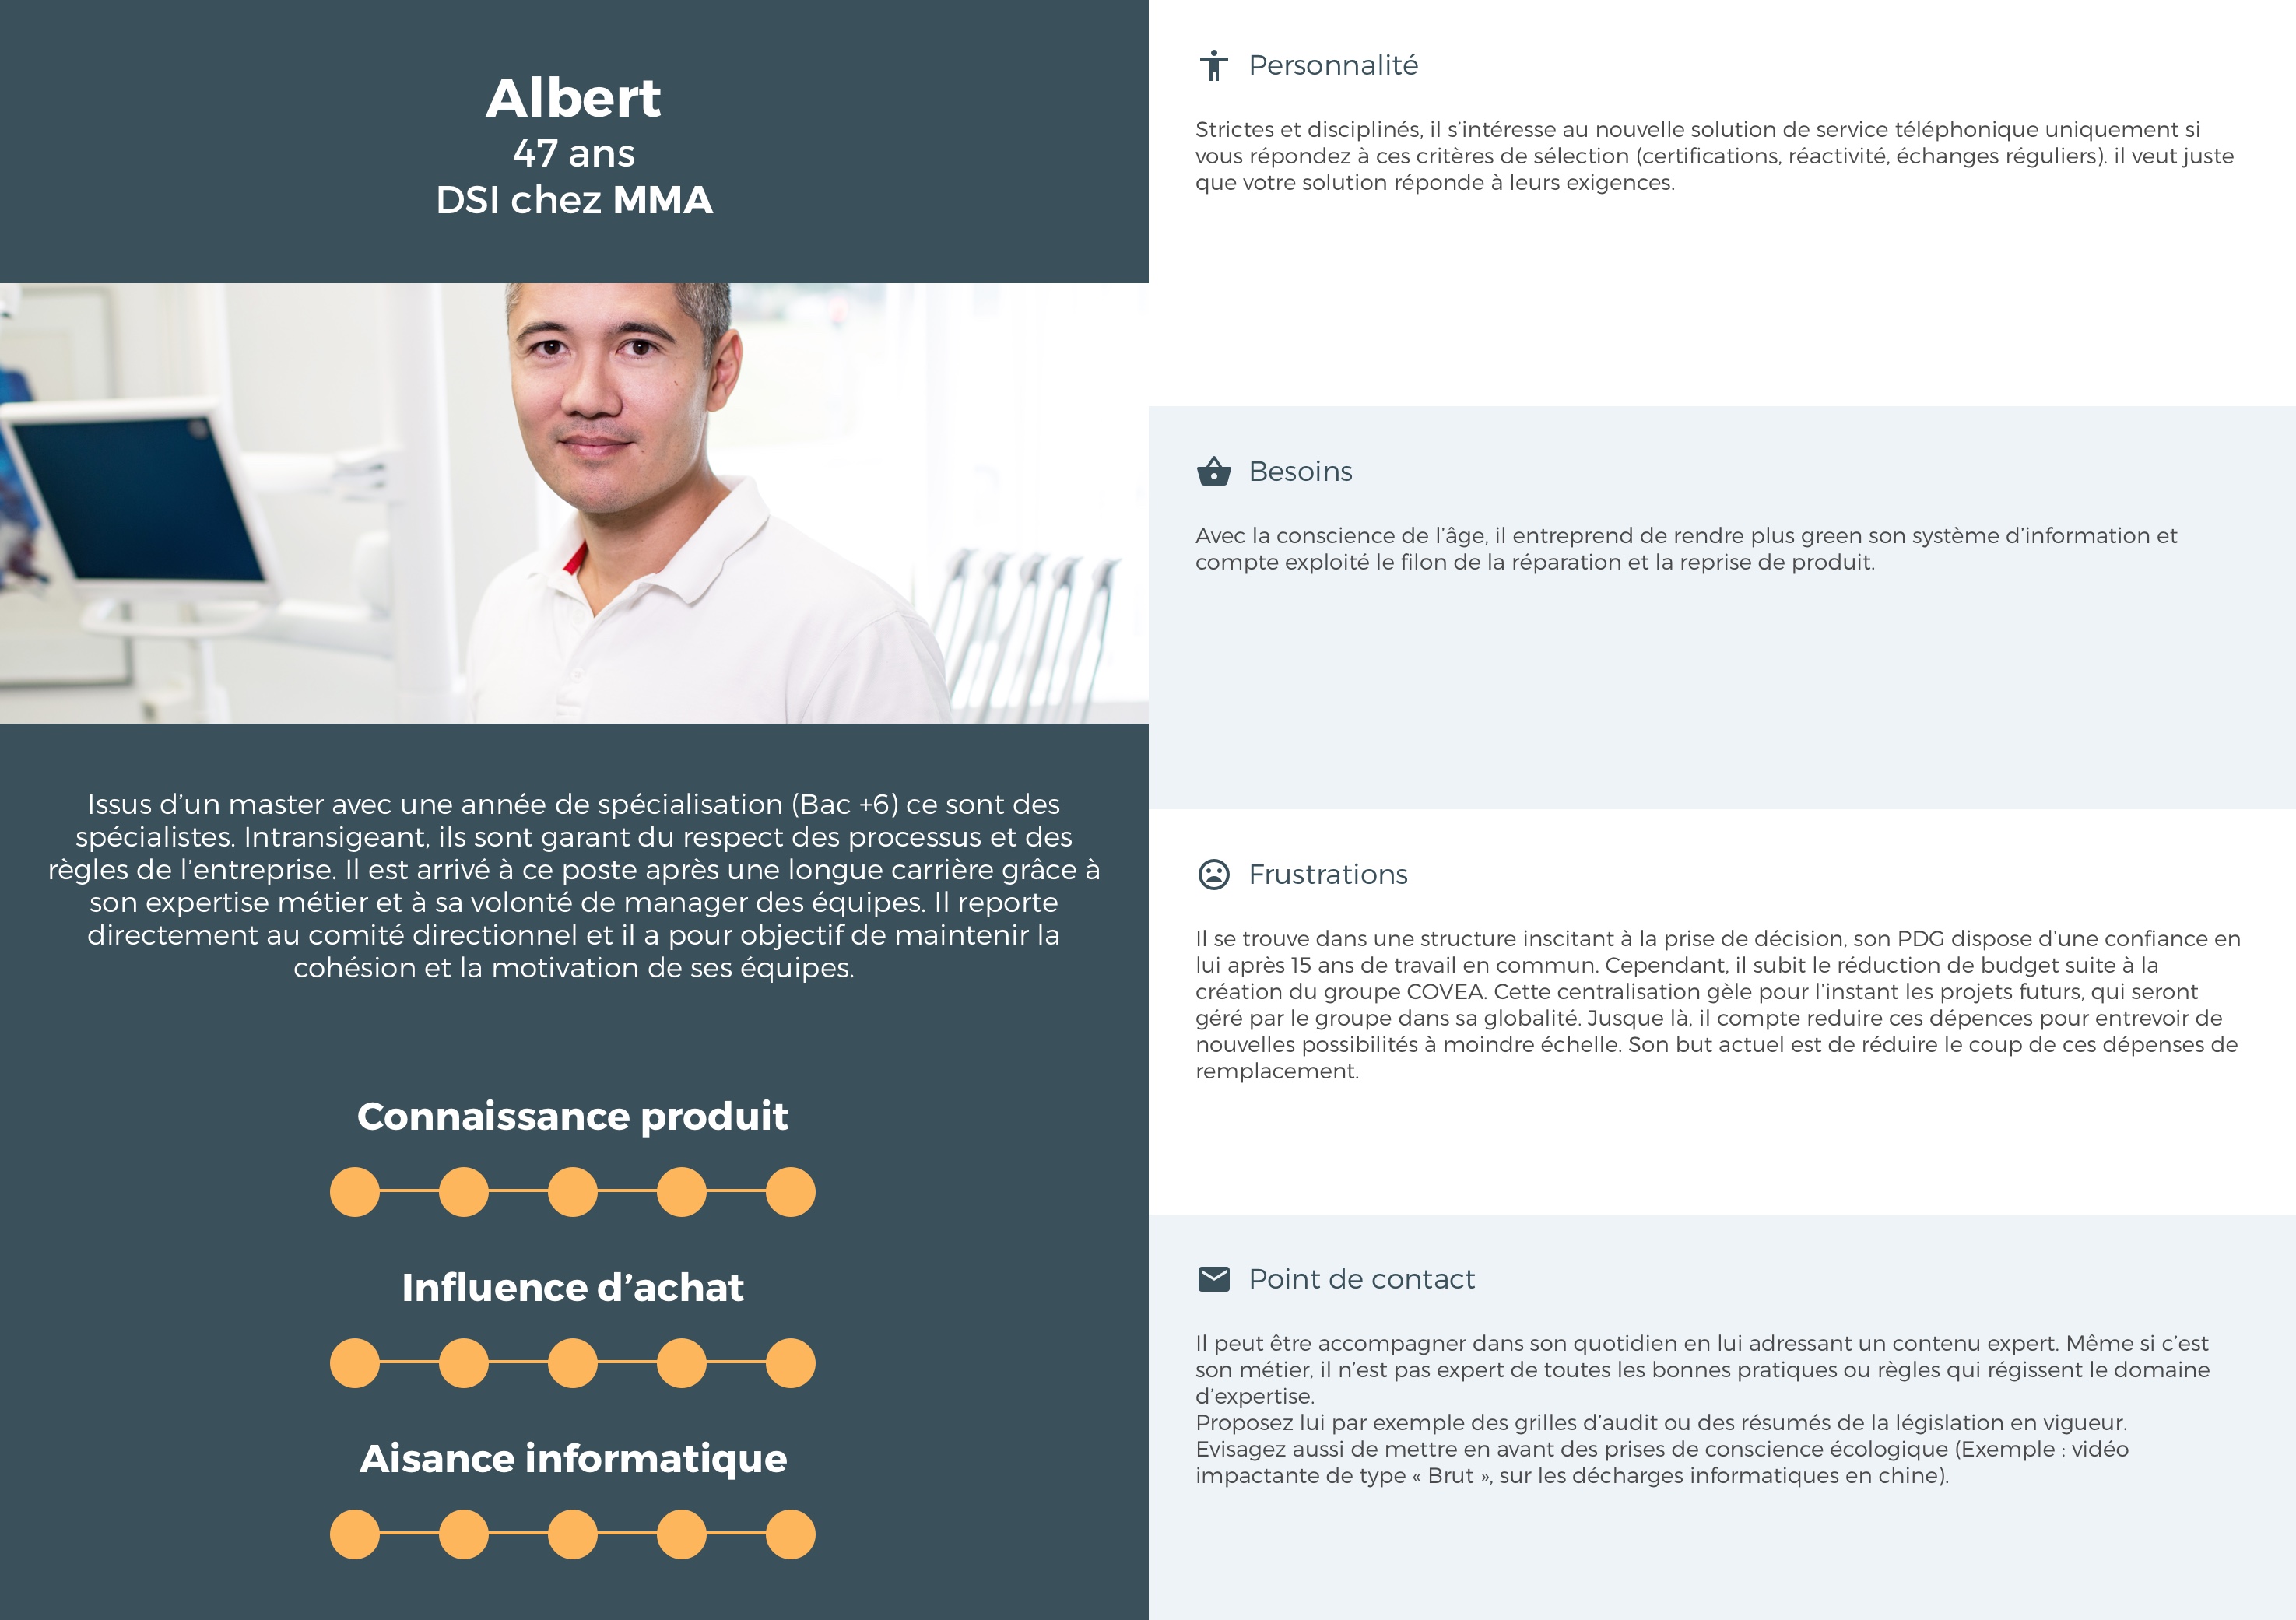 Albert
47 ans
DSI chez MMA
Issus d’un master avec une année de spécialisation (Bac +6) ce sont des
spécialistes. Intransigeant, ils sont garant du respect des processus et des
règles de l’entreprise. Il est arrivé à ce poste après une longue carrière grâce à
son expertise métier et à sa volonté de manager des équipes. Il reporte
directement au comité directionnel et il a pour objectif de maintenir la
cohésion et la motivation de ses équipes.
Connaissance produit
Influence d’achat
Aisance informatique
Personnalité
Strictes et disciplinés, il s’intéresse au nouvelle solution de service téléphonique uniquement si
vous répondez à ces critères de sélection (certifications, réactivité, échanges réguliers). il veut juste
que votre solution réponde à leurs exigences.
Besoins
Avec la conscience de l’âge, il entreprend de rendre plus green son système d’information et
compte exploité le filon de la réparation et la reprise de produit.
Frustrations
Il se trouve dans une structure inscitant à la prise de décision, son PDG dispose d’une confiance en
lui après 15 ans de travail en commun. Cependant, il subit le réduction de budget suite à la
création du groupe COVEA. Cette centralisation gèle pour l’instant les projets futurs, qui seront
géré par le groupe dans sa globalité. Jusque là, il compte reduire ces dépences pour entrevoir de
nouvelles possibilités à moindre échelle. Son but actuel est de réduire le coup de ces dépenses de
remplacement.
Point de contact
Il peut être accompagner dans son quotidien en lui adressant un contenu expert. Même si c’est
son métier, il n’est pas expert de toutes les bonnes pratiques ou règles qui régissent le domaine
d’expertise.
Proposez lui par exemple des grilles d’audit ou des résumés de la législation en vigueur.
Evisagez aussi de mettre en avant des prises de conscience écologique (Exemple : vidéo
impactante de type « Brut », sur les décharges informatiques en chine).